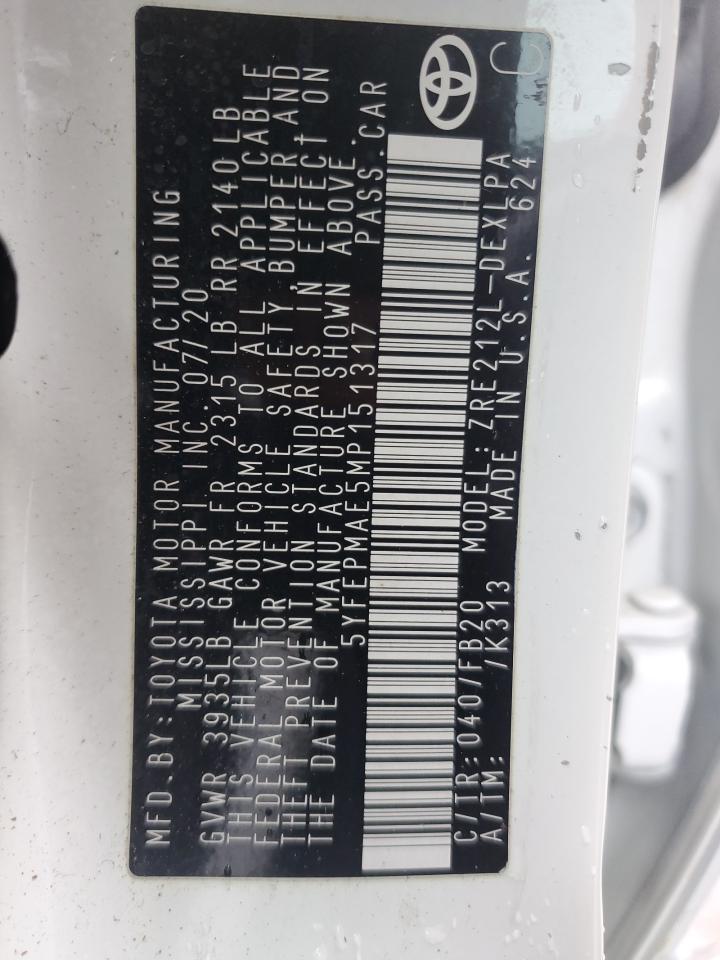 MFD.BY:TOYOTA MOTOR MANUFACTURING
MISSISSIPPI INC. 07/20
GVWR 3935LB GAWR FR 2315 LB RR 2140LB
THIS VEHICLE CONFORMS TO ALL APPLICABLE
FEDERAL MOTOR VEHICLE SAFETY, BUMPER AND
THEFT PREVENTION STANDARDS IN EFFECT ON
THE DATE OF MANUFACTURE SHOWN ABOVE.
5YFEPMAE5MP151317 PASS.CAR
C/TR:040/FB20 MODEL:ZRE212L-DEXLPA
A/TM: /K313 MADE IN U.S.A. 624
C